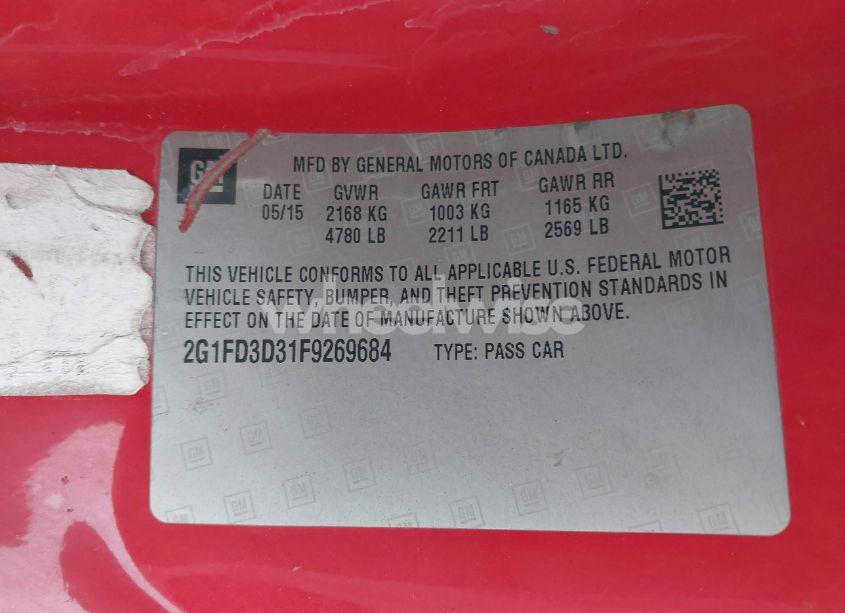 GM
MFD BY GENERAL MOTORS OF CANADA LTD.
DATE GVWR GAWR FRT GAWR RR
05/15 2168 KG 1003 KG 1165 KG
4780 LB 2211 LB 2569 LB
THIS VEHICLE CONFORMS TO ALL APPLICABLE U.S. FEDERAL MOTOR
VEHICLE SAFETY, BUMPER, AND THEFT PREVENTION STANDARDS IN
EFFECT ON THE DATE OF MANUFACTURE SHOWN ABOVE.
wheelwise
2G1FD3D31F9269684 TYPE: PASS CAR